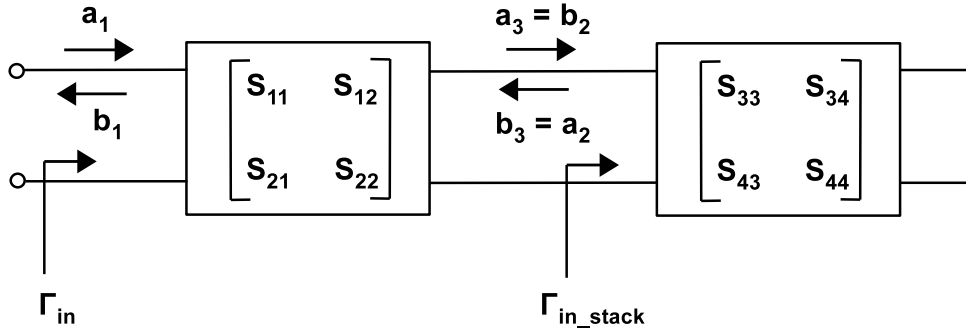 a₁ a₃ = b₂
S₁₁ S₁₂ S₃₃ S₃₄
b₁ b₃ = a₂
S₂₁ S₂₂ S₄₃ S₄₄
Γin Γin_stack